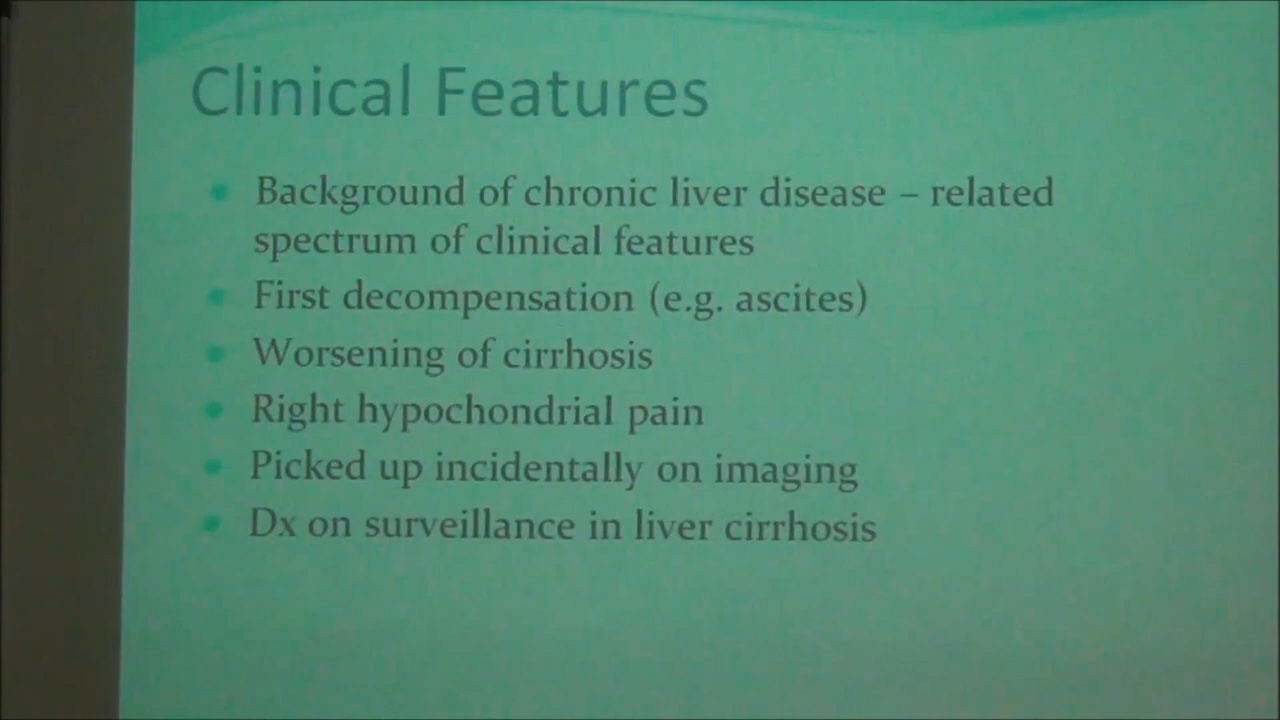 Clinical Features
Background of chronic liver disease – related
spectrum of clinical features
First decompensation (e.g. ascites)
Worsening of cirrhosis
Right hypochondrial pain
Picked up incidentally on imaging
Dx on surveillance in liver cirrhosis